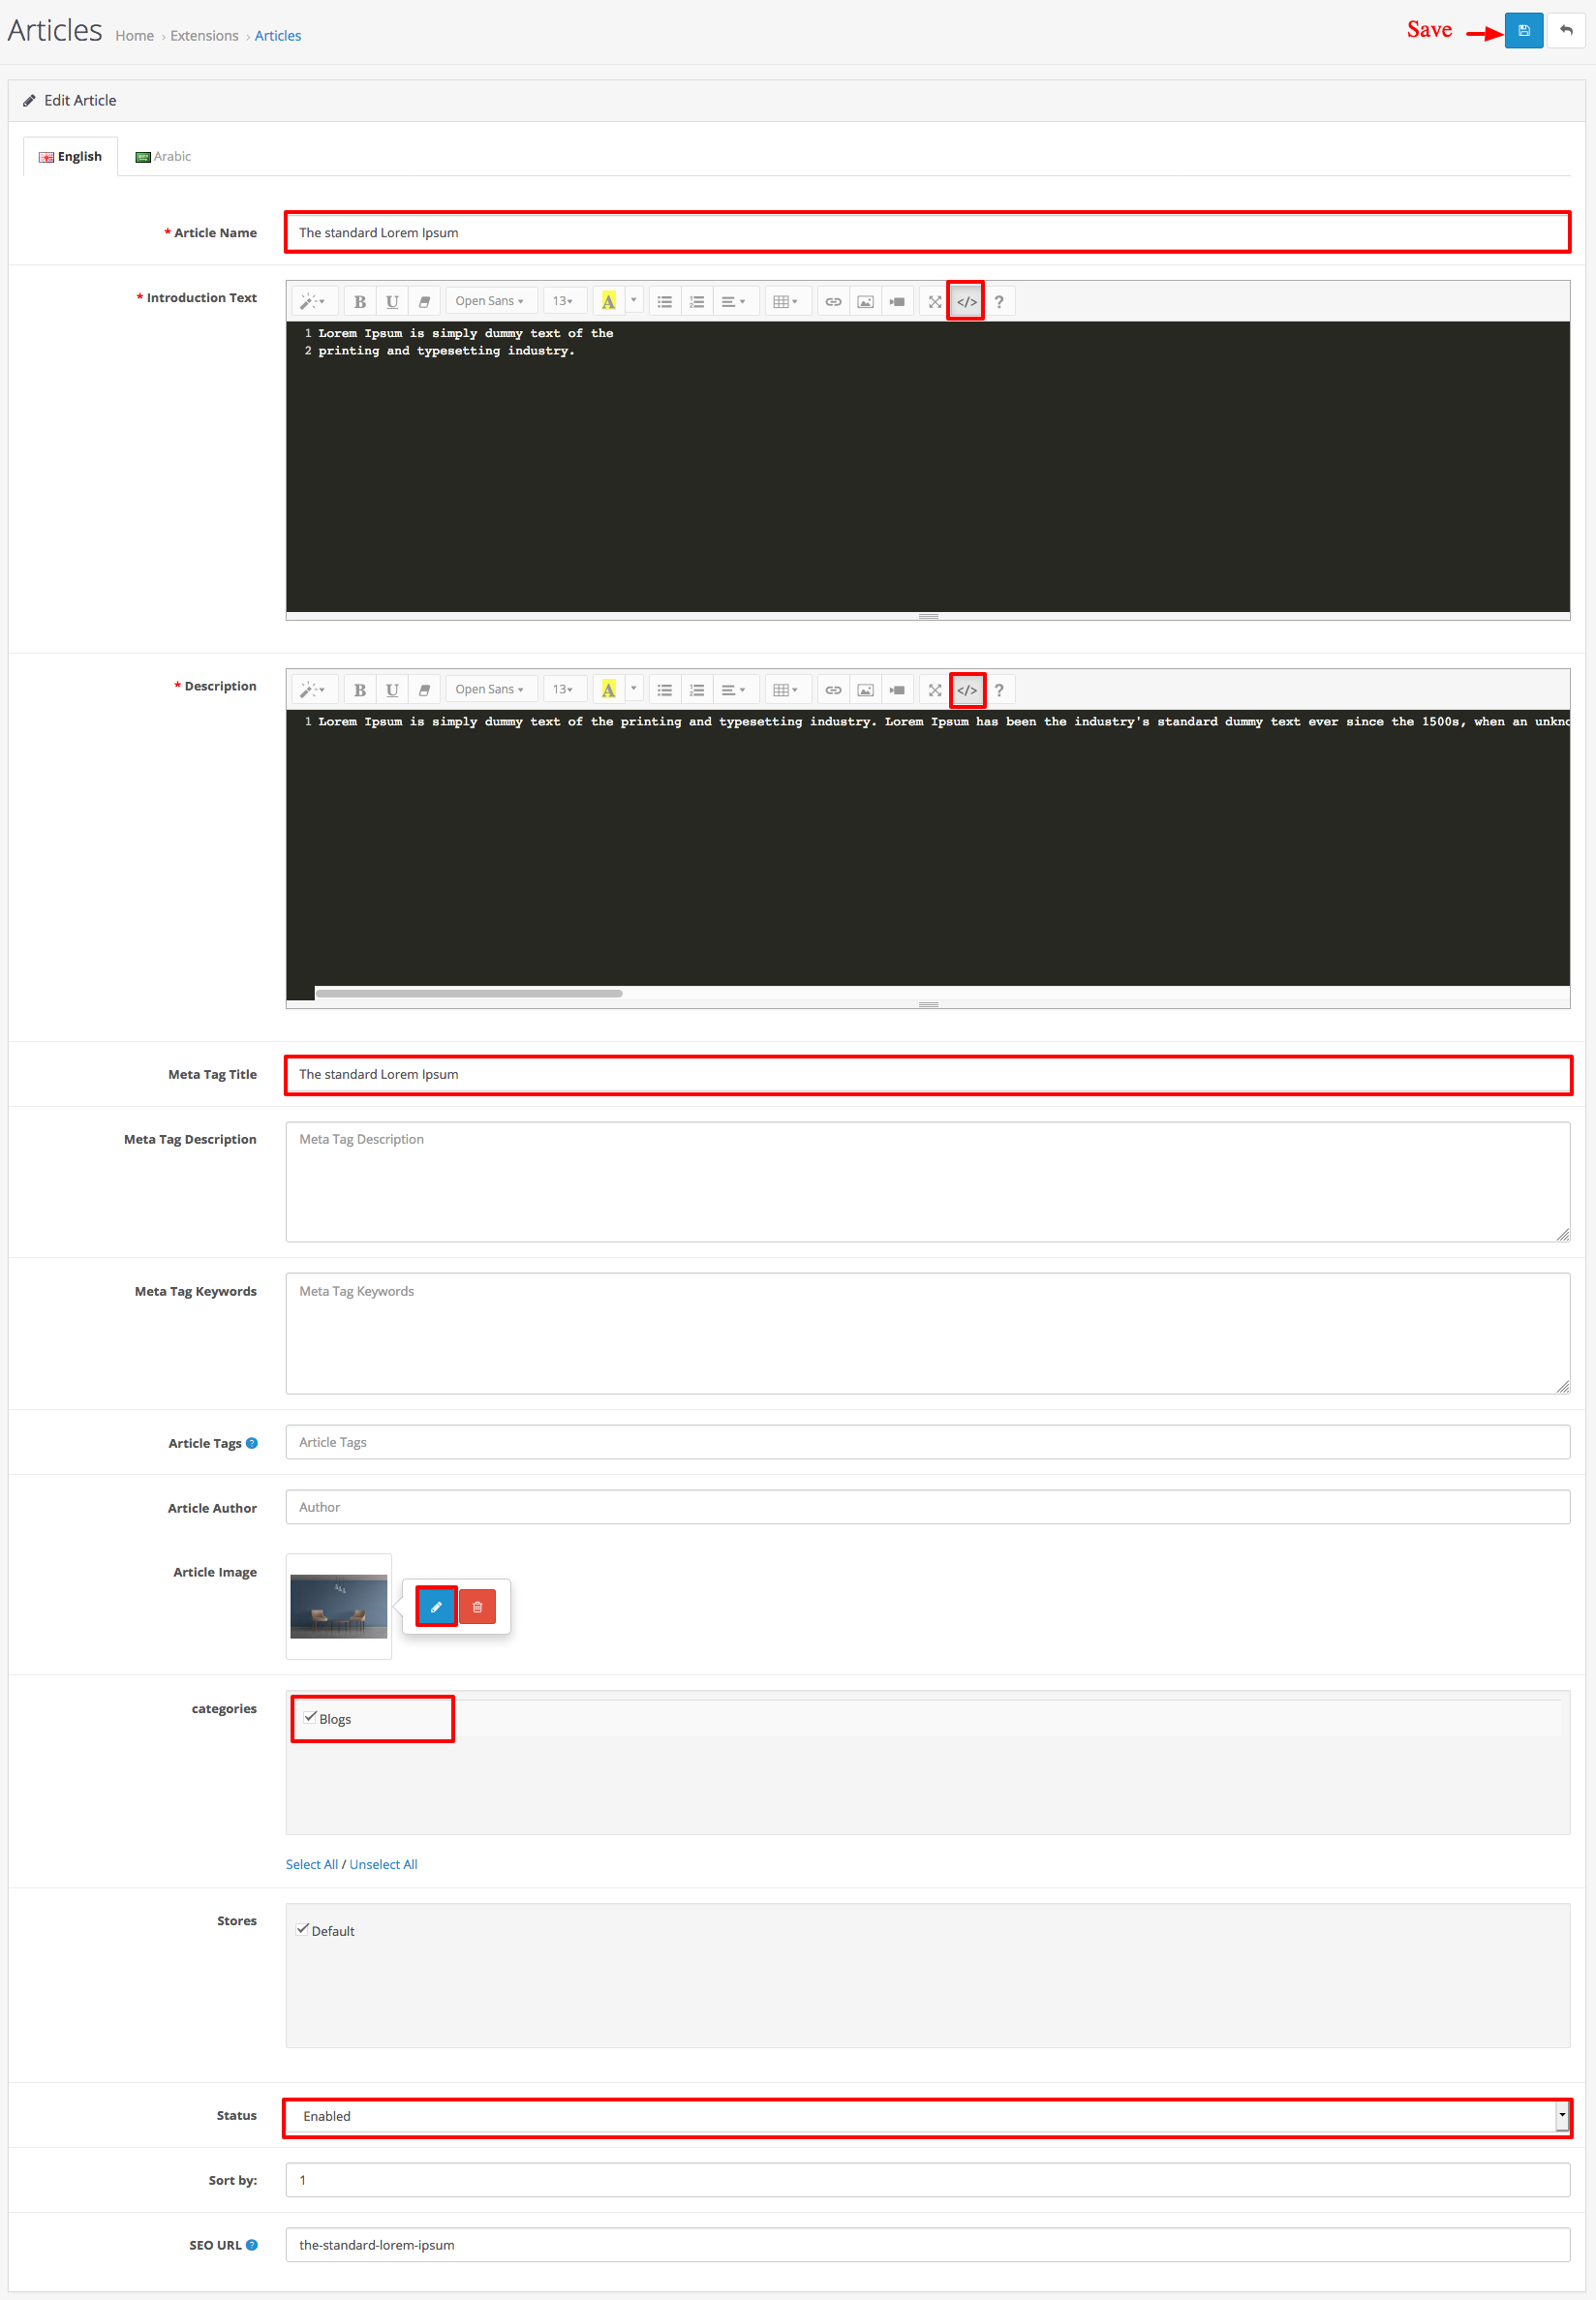 Articles Home › Extensions › Articles
Save
Edit Article
English Arabic
* Article Name The standard Lorem Ipsum
* Introduction Text
B U Open Sans 13 A </> ?
1 Lorem Ipsum is simply dummy text of the
2 printing and typesetting industry.
* Description
B U Open Sans 13 A </> ?
1 Lorem Ipsum is simply dummy text of the printing and typesetting industry. Lorem Ipsum has been the industry's standard dummy text ever since the 1500s, when an unkno
Meta Tag Title The standard Lorem Ipsum
Meta Tag Description Meta Tag Description
Meta Tag Keywords Meta Tag Keywords
Article Tags ? Article Tags
Article Author Author
Article Image
categories Blogs
Select All / Unselect All
Stores Default
Status Enabled
Sort by: 1
SEO URL ? the-standard-lorem-ipsum